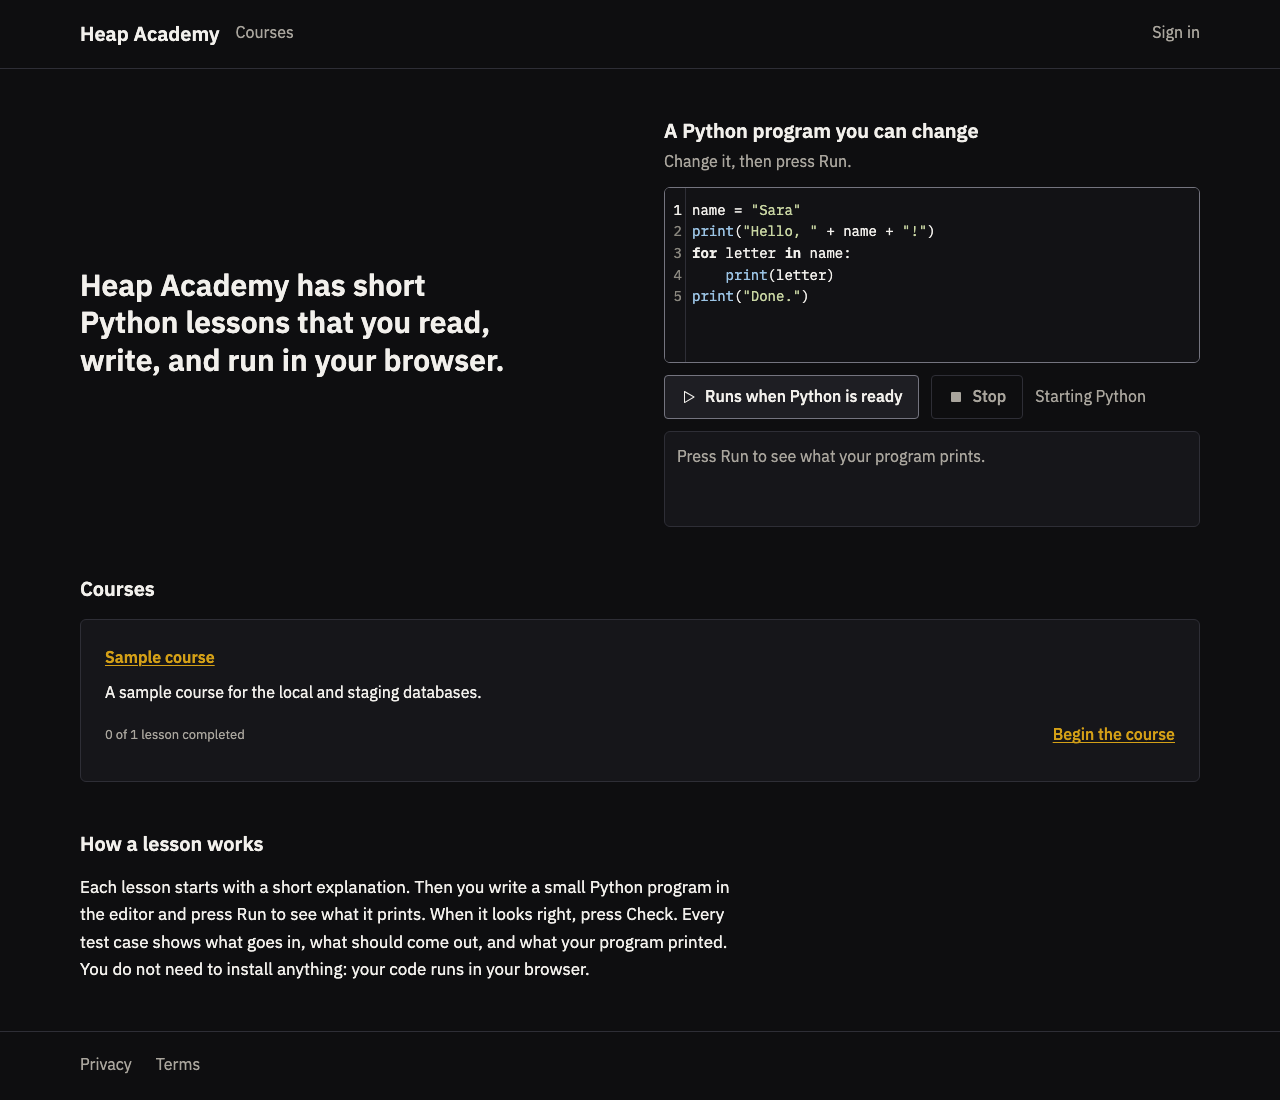 Heap Academy
Courses
Sign in
Heap Academy has short
Python lessons that you read,
write, and run in your browser.
A Python program you can change
Change it, then press Run.
1 name = "Sara"
2 print("Hello, " + name + "!")
3 for letter in name:
4     print(letter)
5 print("Done.")
Runs when Python is ready
Stop
Starting Python
Press Run to see what your program prints.
Courses
Sample course
A sample course for the local and staging databases.
0 of 1 lesson completed
Begin the course
How a lesson works
Each lesson starts with a short explanation. Then you write a small Python program in
the editor and press Run to see what it prints. When it looks right, press Check. Every
test case shows what goes in, what should come out, and what your program printed.
You do not need to install anything: your code runs in your browser.
Privacy
Terms